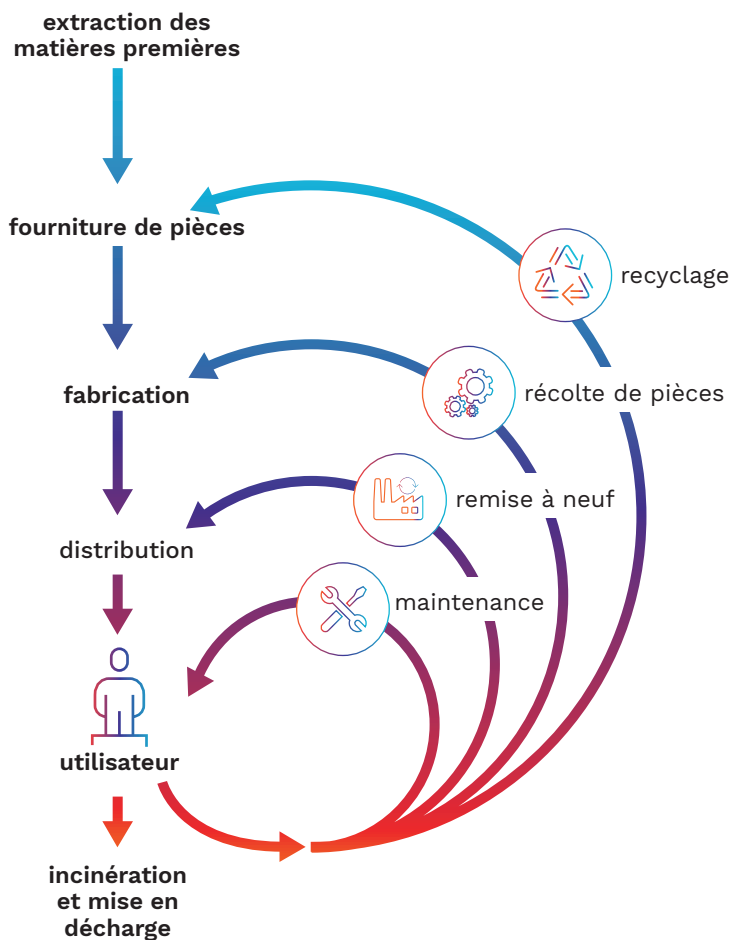 extraction des
matières premières
fourniture de pièces
recyclage
fabrication
récolte de pièces
remise à neuf
distribution
maintenance
utilisateur
incinération
et mise en
décharge